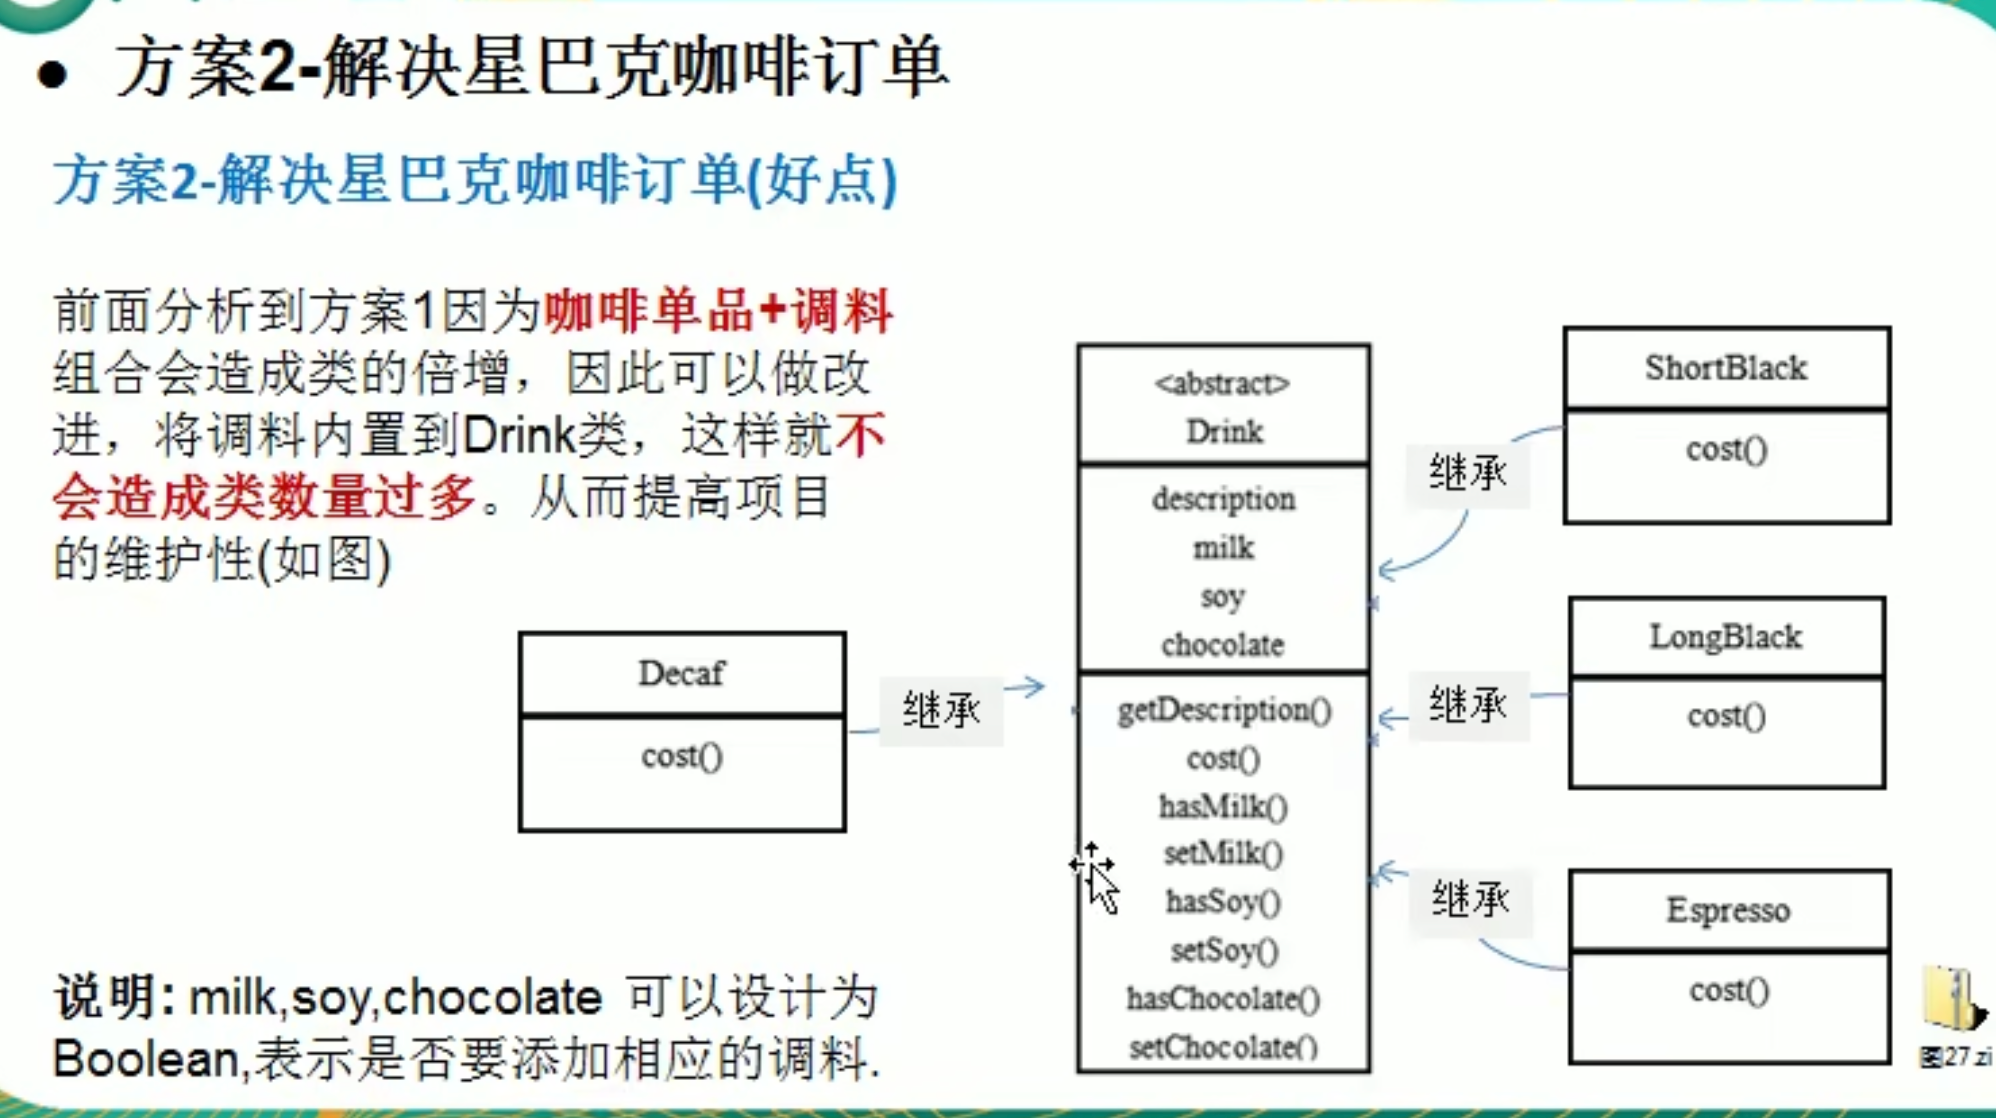 方案2-解决星巴克咖啡订单
方案2-解决星巴克咖啡订单(好点)
前面分析到方案1因为咖啡单品+调料
组合会造成类的倍增，因此可以做改
进，将调料内置到Drink类，这样就不
会造成类数量过多。从而提高项目
的维护性(如图)
Decaf
cost()
继承
<abstract>
Drink
description
milk
soy
chocolate
getDescription()
cost()
hasMilk()
setMilk()
hasSoy()
setSoy()
hasChocolate()
setChocolate()
继承
ShortBlack
cost()
继承
LongBlack
cost()
继承
Espresso
cost()
说明: milk,soy,chocolate 可以设计为
Boolean,表示是否要添加相应的调料.
图27.zi